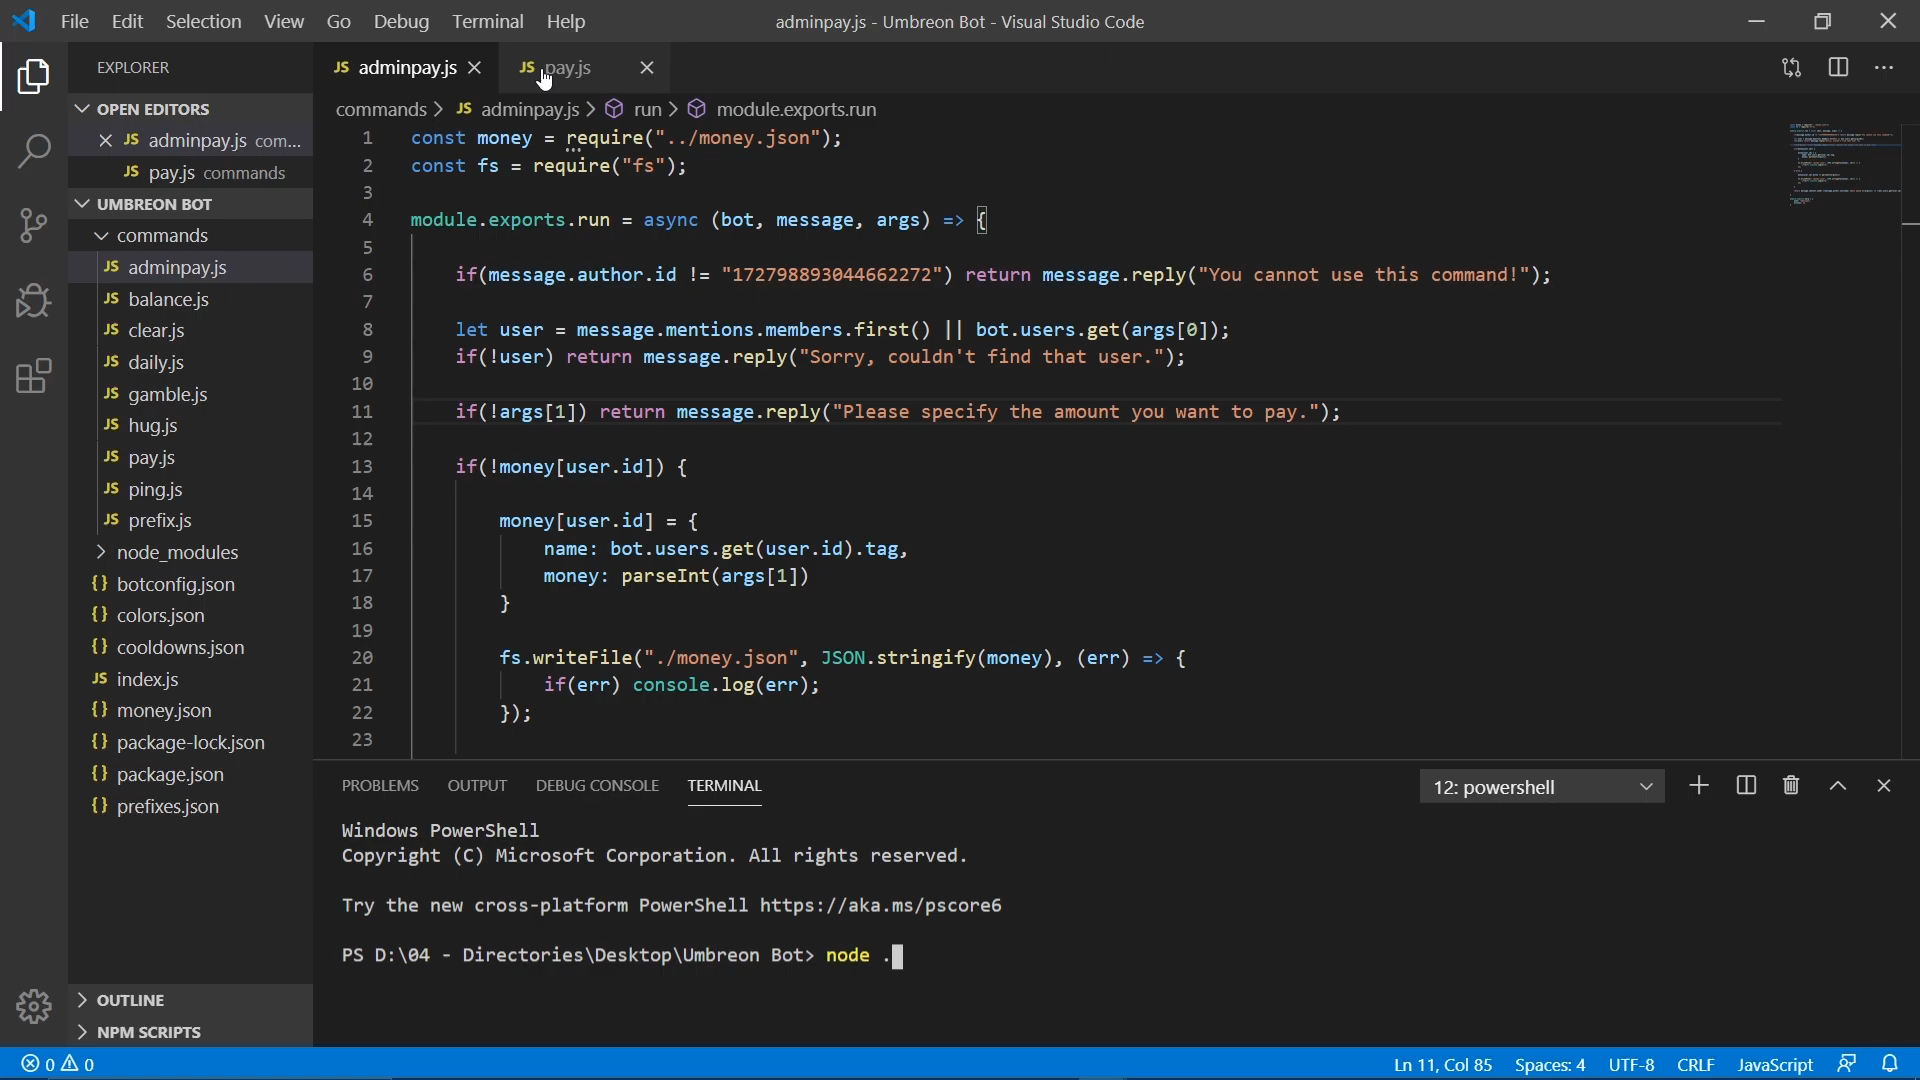 File Edit Selection View Go Debug Terminal Help
adminpay.js - Umbreon Bot - Visual Studio Code
EXPLORER
OPEN EDITORS
JS adminpay.js com...
JS pay.js commands
UMBREON BOT
commands
JS adminpay.js
JS balance.js
JS clear.js
JS daily.js
JS gamble.js
JS hug.js
JS pay.js
JS ping.js
JS prefix.js
node_modules
{} botconfig.json
{} colors.json
{} cooldowns.json
JS index.js
{} money.json
{} package-lock.json
{} package.json
{} prefixes.json
OUTLINE
NPM SCRIPTS
JS adminpay.js
JS pay.js
commands > JS adminpay.js > run > module.exports.run
1 const money = require("../money.json");
2 const fs = require("fs");
3
4 module.exports.run = async (bot, message, args) => {
5
6 if(message.author.id != "172798893044662272") return message.reply("You cannot use this command!");
7
8 let user = message.mentions.members.first() || bot.users.get(args[0]);
9 if(!user) return message.reply("Sorry, couldn't find that user.");
10
11 if(!args[1]) return message.reply("Please specify the amount you want to pay.");
12
13 if(!money[user.id]) {
14
15 money[user.id] = {
16 name: bot.users.get(user.id).tag,
17 money: parseInt(args[1])
18 }
19
20 fs.writeFile("./money.json", JSON.stringify(money), (err) => {
21 if(err) console.log(err);
22 });
23
PROBLEMS OUTPUT DEBUG CONSOLE TERMINAL
12: powershell
Windows PowerShell
Copyright (C) Microsoft Corporation. All rights reserved.
Try the new cross-platform PowerShell https://aka.ms/pscore6
PS D:\04 - Directories\Desktop\Umbreon Bot> node .
0 0
Ln 11, Col 85 Spaces: 4 UTF-8 CRLF JavaScript